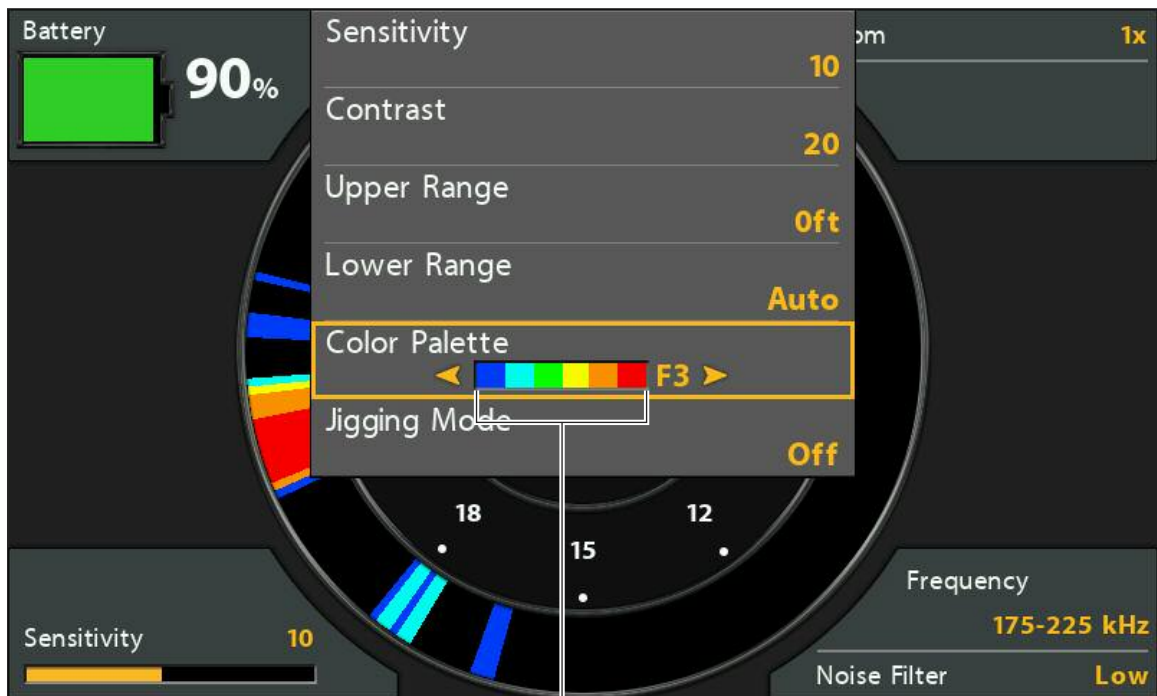 Battery
90%
Sensitivity
10
Contrast
20
Upper Range
0ft
Lower Range
Auto
Color Palette
F3
Jigging Mode
Off
om
1x
18
12
15
Sensitivity 10
Frequency
175-225 kHz
Noise Filter Low